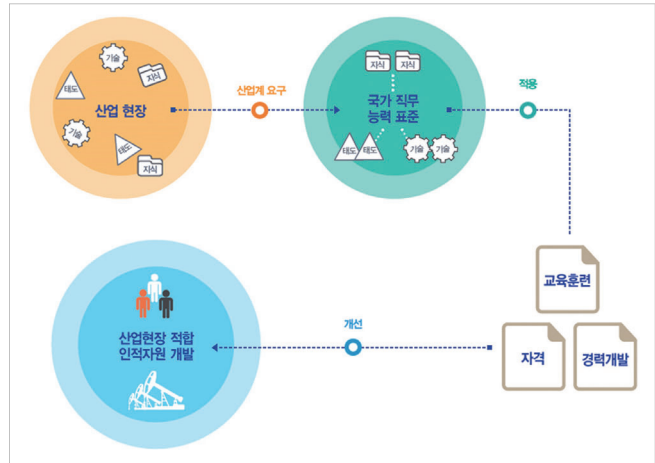 기술
지식
태도
산업 현장
기술
태도
지식
산업계 요구
지식 지식
국가 직무
능력 표준
태도 태도
기술 기술
적용
교육훈련
자격
경력개발
개선
산업현장 적합
인적자원 개발